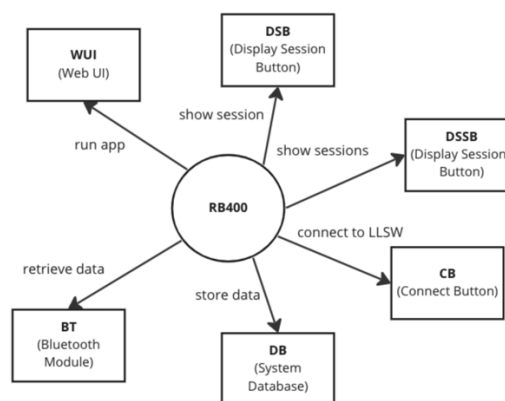 DSB
(Display Session
Button)
WUI
(Web UI)
show session
DSSB
(Display Session
Button)
run app
show sessions
RB400
connect to LLSW
retrieve data
CB
(Connect Button)
store data
BT
(Bluetooth
Module)
DB
(System
Database)